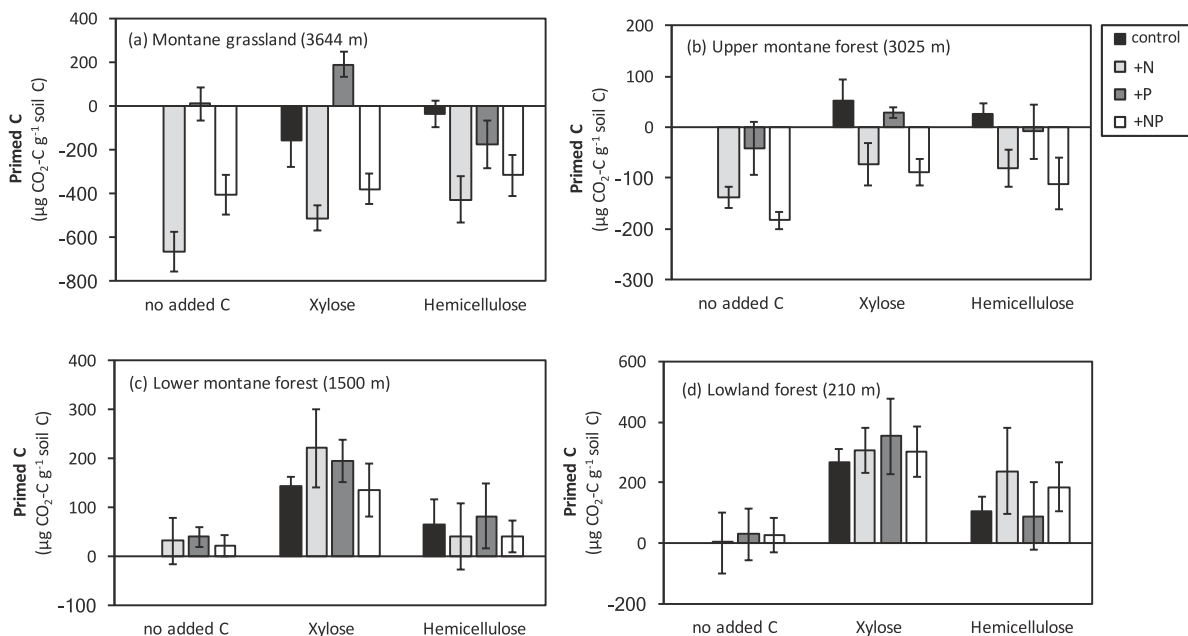 (a) Montane grassland (3644 m)
Primed C
(µg CO₂-C g⁻¹ soil C)
400
200
0
-200
-400
-600
-800
no added C
Xylose
Hemicellulose
(b) Upper montane forest (3025 m)
Primed C
(µg CO₂-C g⁻¹ soil C)
200
100
0
-100
-200
-300
no added C
Xylose
Hemicellulose
control
+N
+P
+NP
(c) Lower montane forest (1500 m)
Primed C
(µg CO₂-C g⁻¹ soil C)
400
300
200
100
0
-100
no added C
Xylose
Hemicellulose
(d) Lowland forest (210 m)
Primed C
(µg CO₂-C g⁻¹ soil C)
600
400
200
0
-200
no added C
Xylose
Hemicellulose